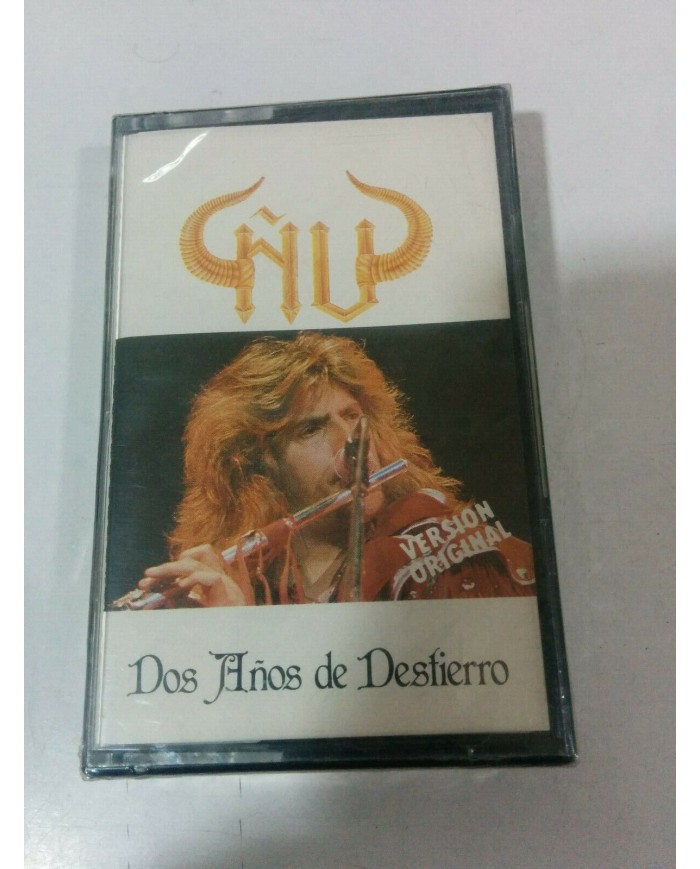 ÑU
VERSION
ORIGINAL
Dos Años de Destierro